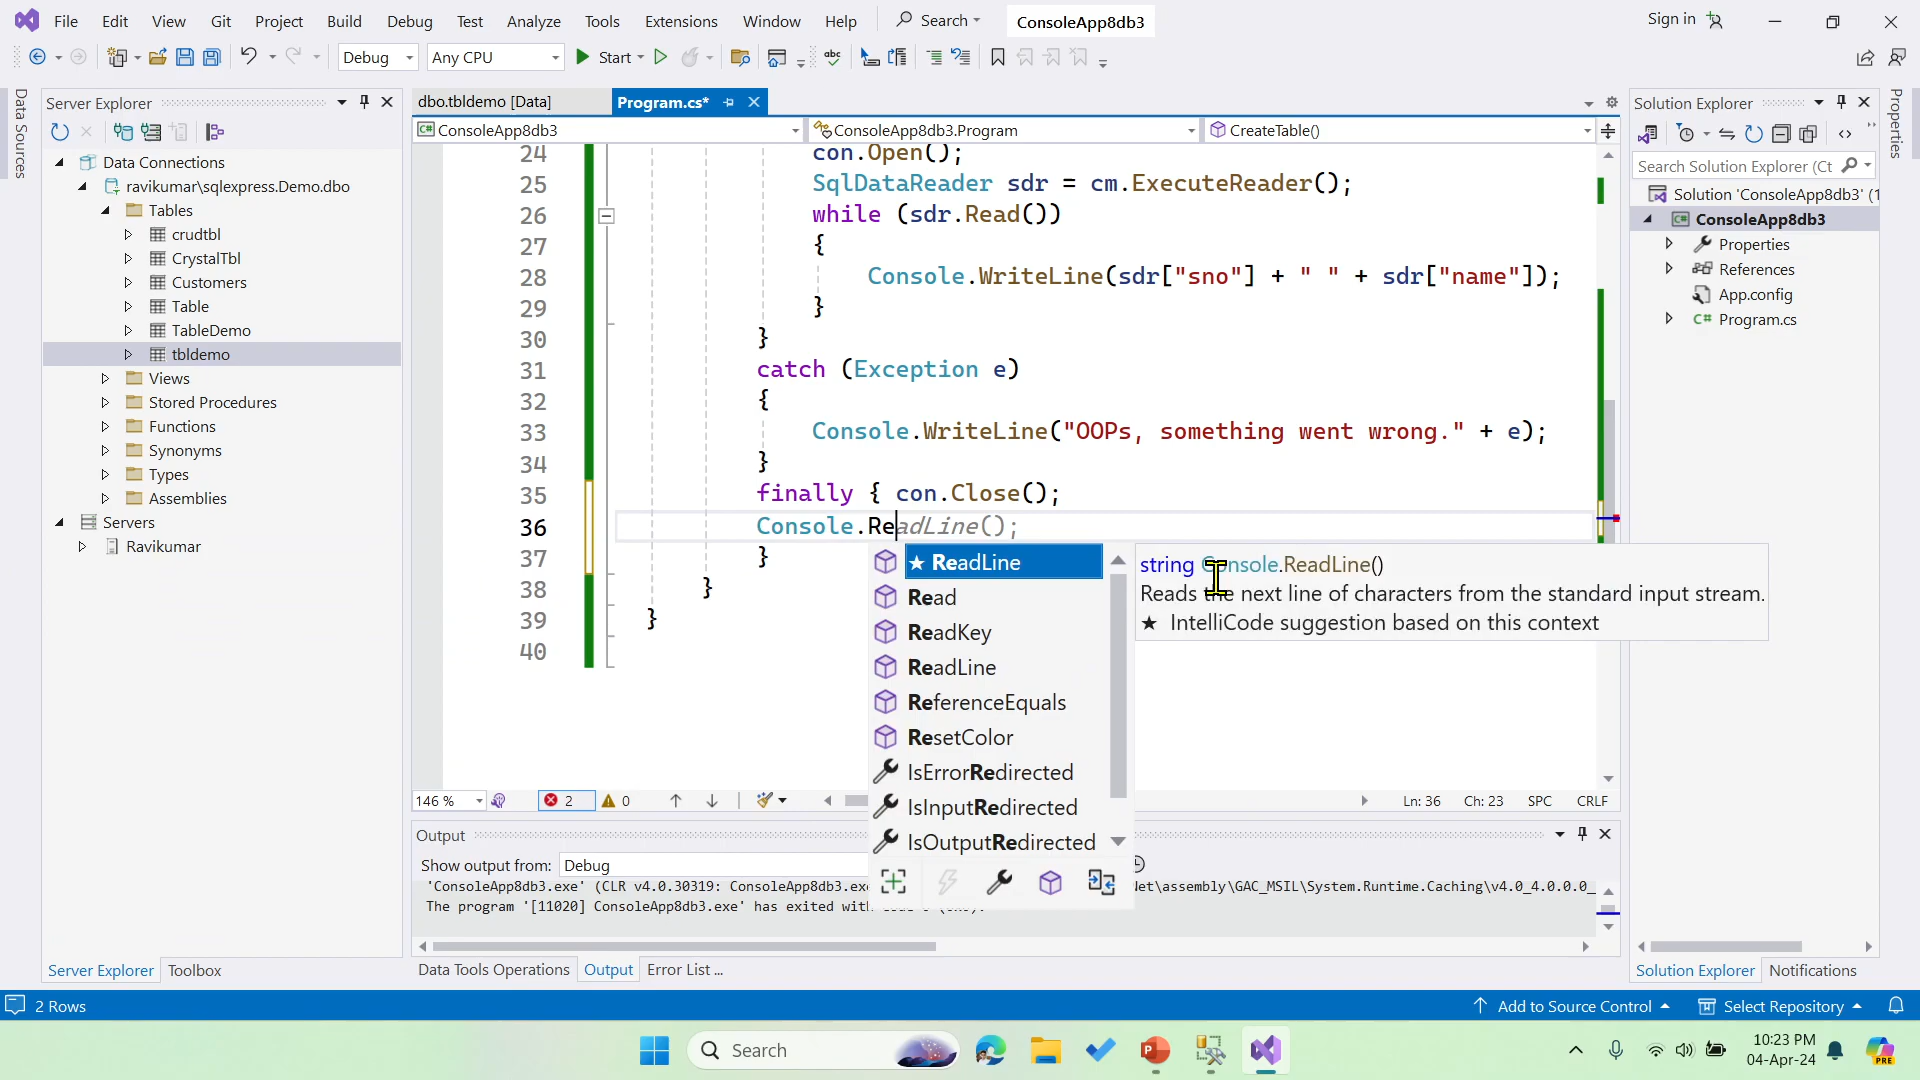 File Edit View Git Project Build Debug Test Analyze Tools Extensions Window Help Search ConsoleApp8db3 Sign in
Debug Any CPU Start
Data Sources
Server Explorer
Data Connections
ravikumar\sqlexpress.Demo.dbo
Tables
crudtbl
CrystalTbl
Customers
Table
TableDemo
tbldemo
Views
Stored Procedures
Functions
Synonyms
Types
Assemblies
Servers
Ravikumar
Server Explorer Toolbox
dbo.tbldemo [Data] Program.cs*
ConsoleApp8db3 ConsoleApp8db3.Program CreateTable()
24 con.Open();
25 SqlDataReader sdr = cm.ExecuteReader();
26 while (sdr.Read())
27 {
28 Console.WriteLine(sdr["sno"] + " " + sdr["name"]);
29 }
30 }
31 catch (Exception e)
32 {
33 Console.WriteLine("OOPs, something went wrong." + e);
34 }
35 finally { con.Close();
36 Console.ReadLine();
37 }
38 }
39 }
40
★ ReadLine
Read
ReadKey
ReadLine
ReferenceEquals
ResetColor
IsErrorRedirected
IsInputRedirected
IsOutputRedirected
string Console.ReadLine()
Reads the next line of characters from the standard input stream.
★ IntelliCode suggestion based on this context
146 % 2 0 Ln: 36 Ch: 23 SPC CRLF
Output
Show output from: Debug
'ConsoleApp8db3.exe' (CLR v4.0.30319: ConsoleApp8db3.exe
Net\assembly\GAC_MSIL\System.Runtime.Caching\v4.0_4.0.0.0_
The program '[11020] ConsoleApp8db3.exe' has exited with
Data Tools Operations Output Error List ...
Solution Explorer
Search Solution Explorer (Ct
Solution 'ConsoleApp8db3' (1
ConsoleApp8db3
Properties
References
App.config
C# Program.cs
Solution Explorer Notifications
Properties
2 Rows Add to Source Control Select Repository
Search
10:23 PM
04-Apr-24
PRE